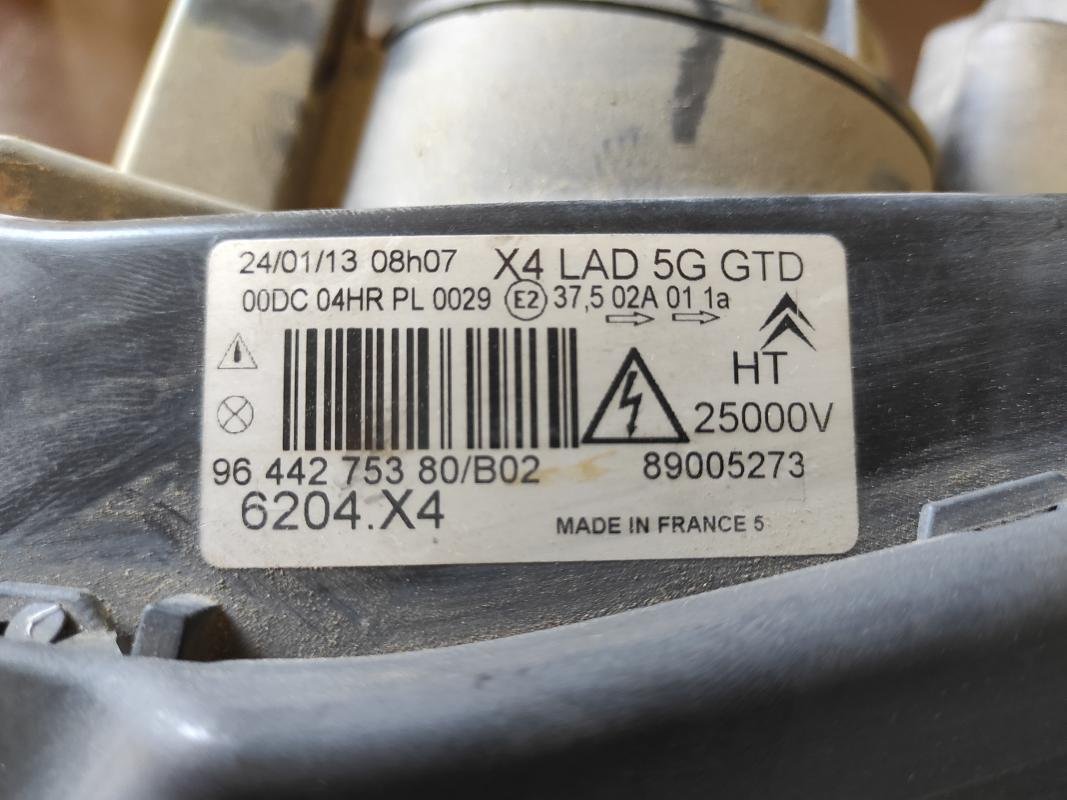 24/01/13 08h07 X4 LAD 5G GTD
00DC 04HR PL 0029 E2 37,5 02A 01 1a
HT
25000V
96 442 753 80/B02 89005273
6204.X4
MADE IN FRANCE 5